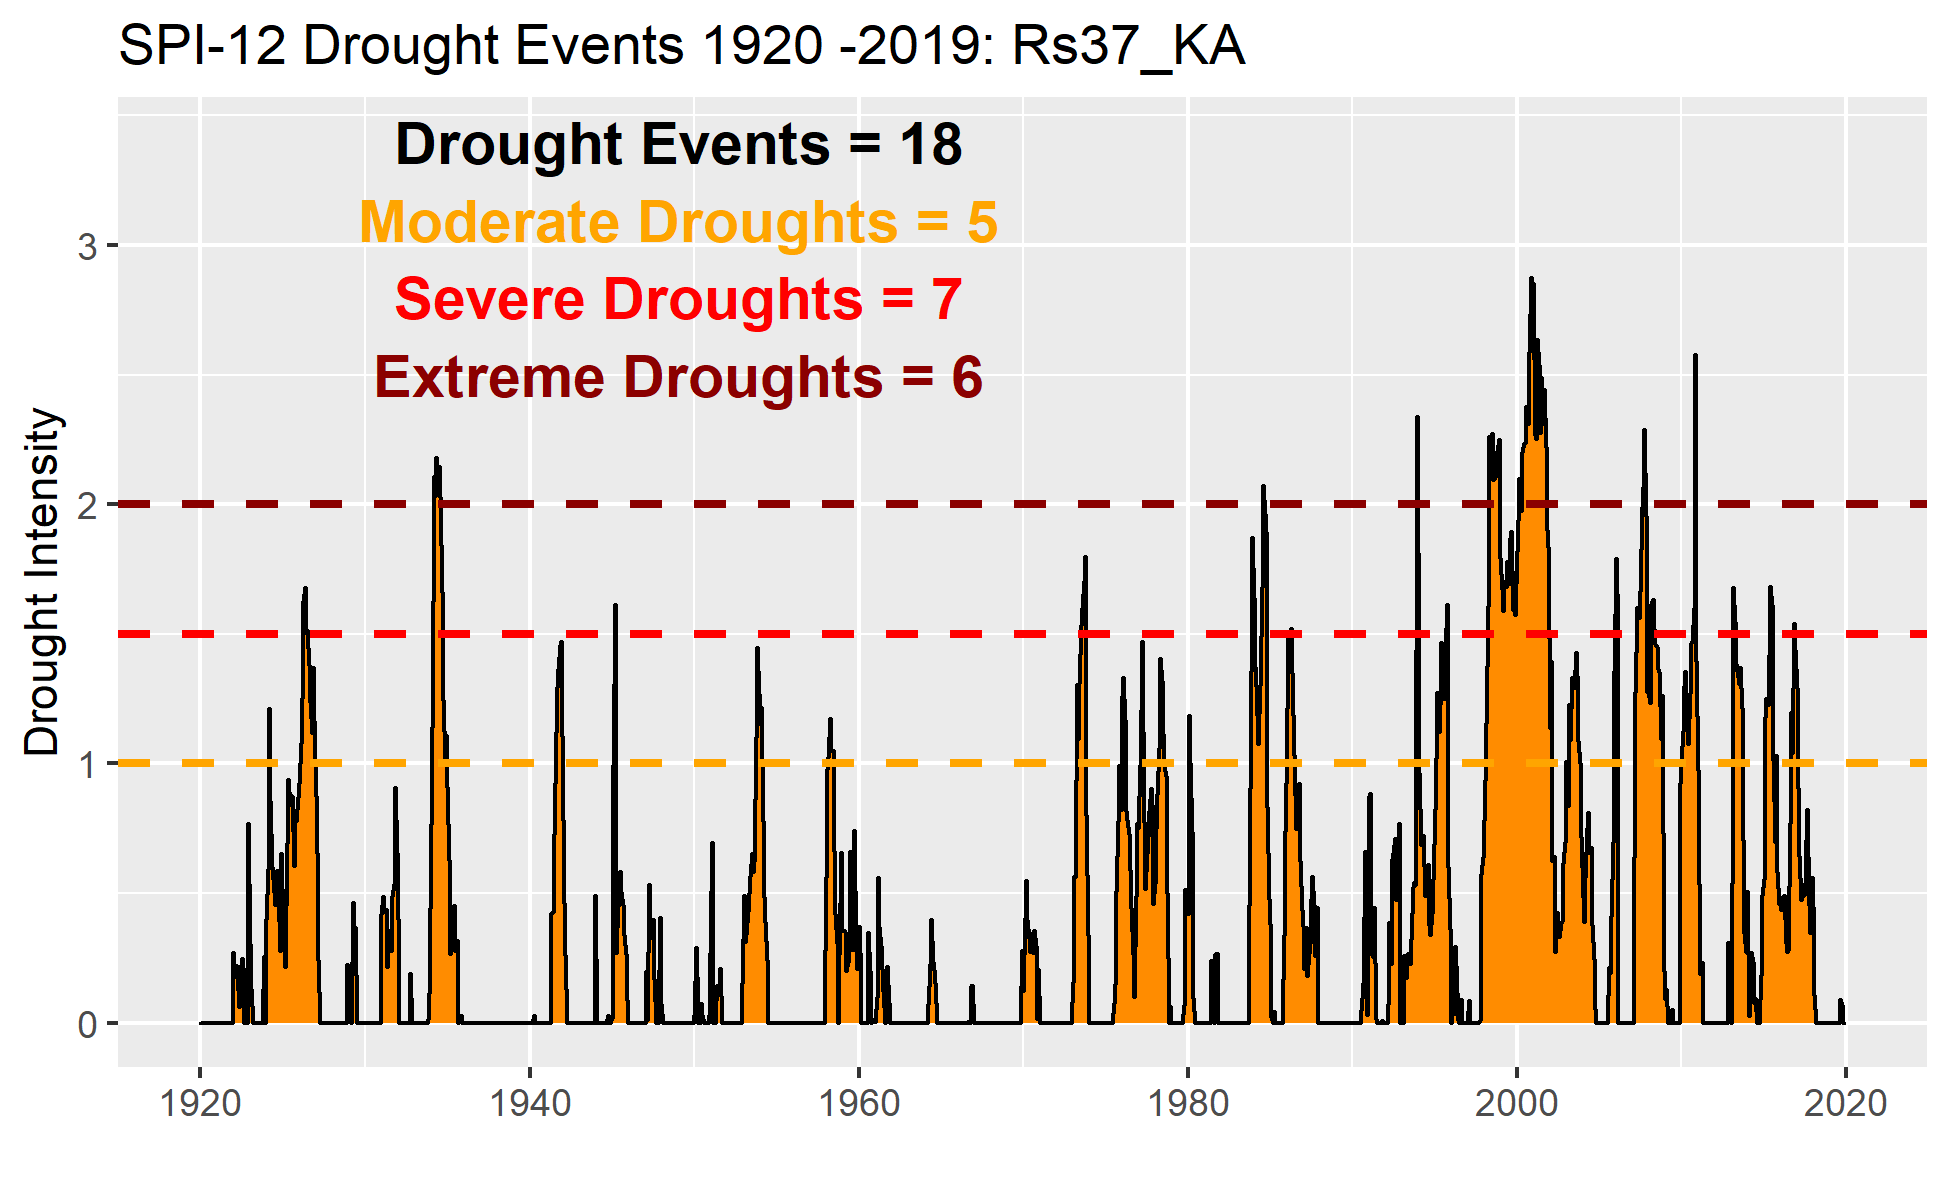 SPI-12 Drought Events 1920 -2019: Rs37_KA
Drought Events = 18
Moderate Droughts = 5
Severe Droughts = 7
Extreme Droughts = 6
Drought Intensity
3
2
1
0
1920 1940 1960 1980 2000 2020